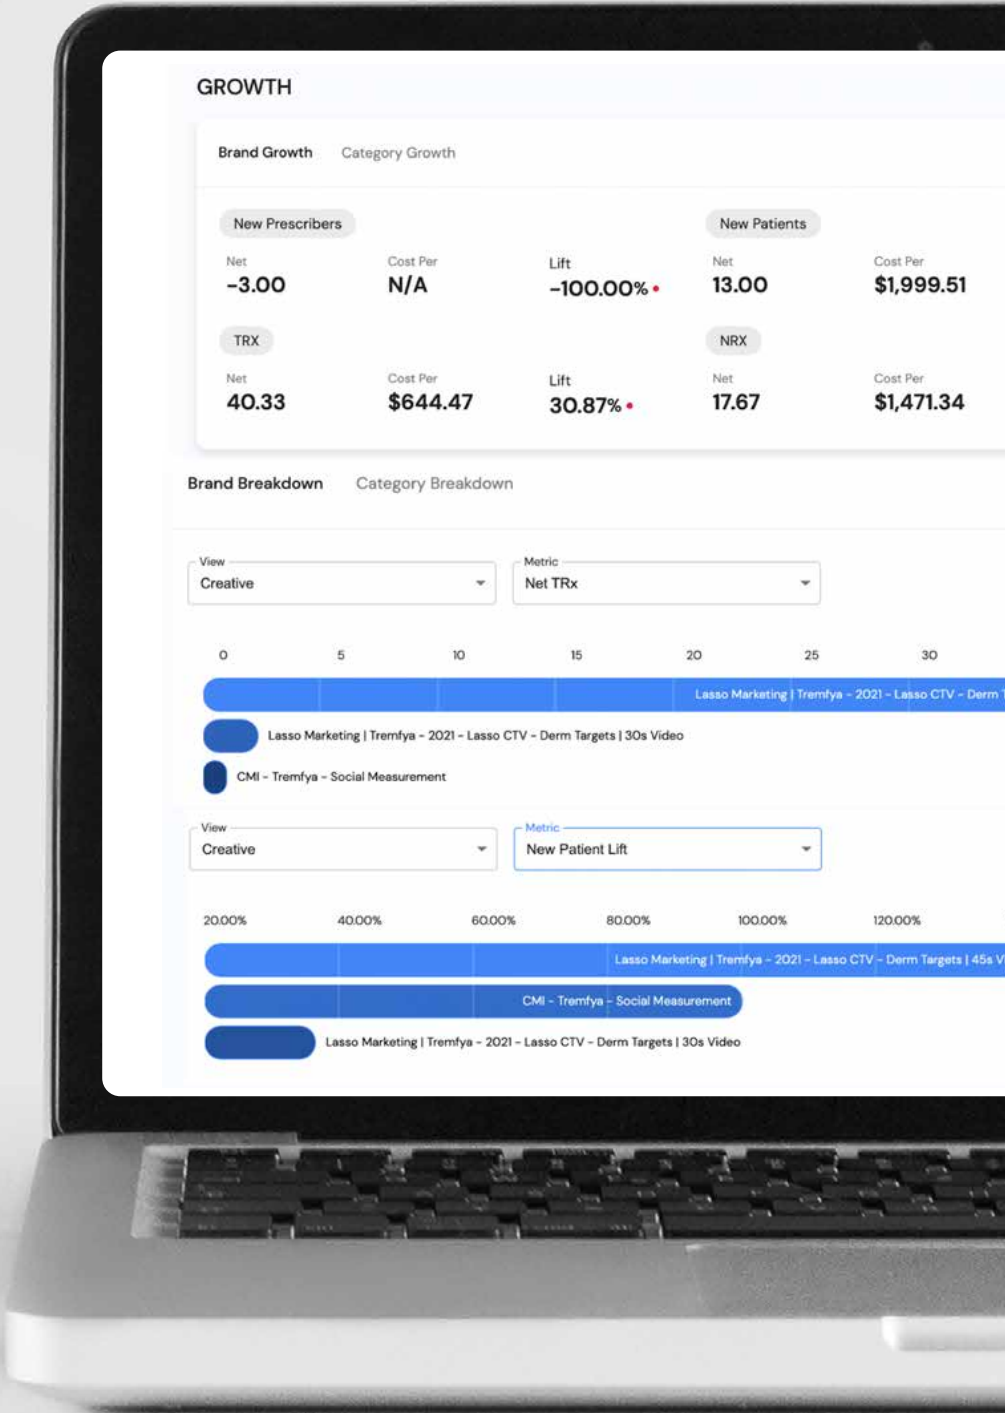 GROWTH
Brand Growth Category Growth
New Prescribers New Patients
Net Cost Per Lift Net Cost Per
-3.00 N/A -100.00% 13.00 $1,999.51
TRX NRX
Net Cost Per Lift Net Cost Per
40.33 $644.47 30.87% 17.67 $1,471.34
Brand Breakdown Category Breakdown
View Metric
Creative Net TRx
0 5 10 15 20 25 30
Lasso Marketing | Tremfya - 2021 - Lasso CTV - Derm
Lasso Marketing | Tremfya - 2021 - Lasso CTV - Derm Targets | 30s Video
CMI - Tremfya - Social Measurement
View Metric
Creative New Patient Lift
20.00% 40.00% 60.00% 80.00% 100.00% 120.00%
Lasso Marketing | Tremfya - 2021 - Lasso CTV - Derm Targets | 45s
CMI - Tremfya - Social Measurement
Lasso Marketing | Tremfya - 2021 - Lasso CTV - Derm Targets | 30s Video